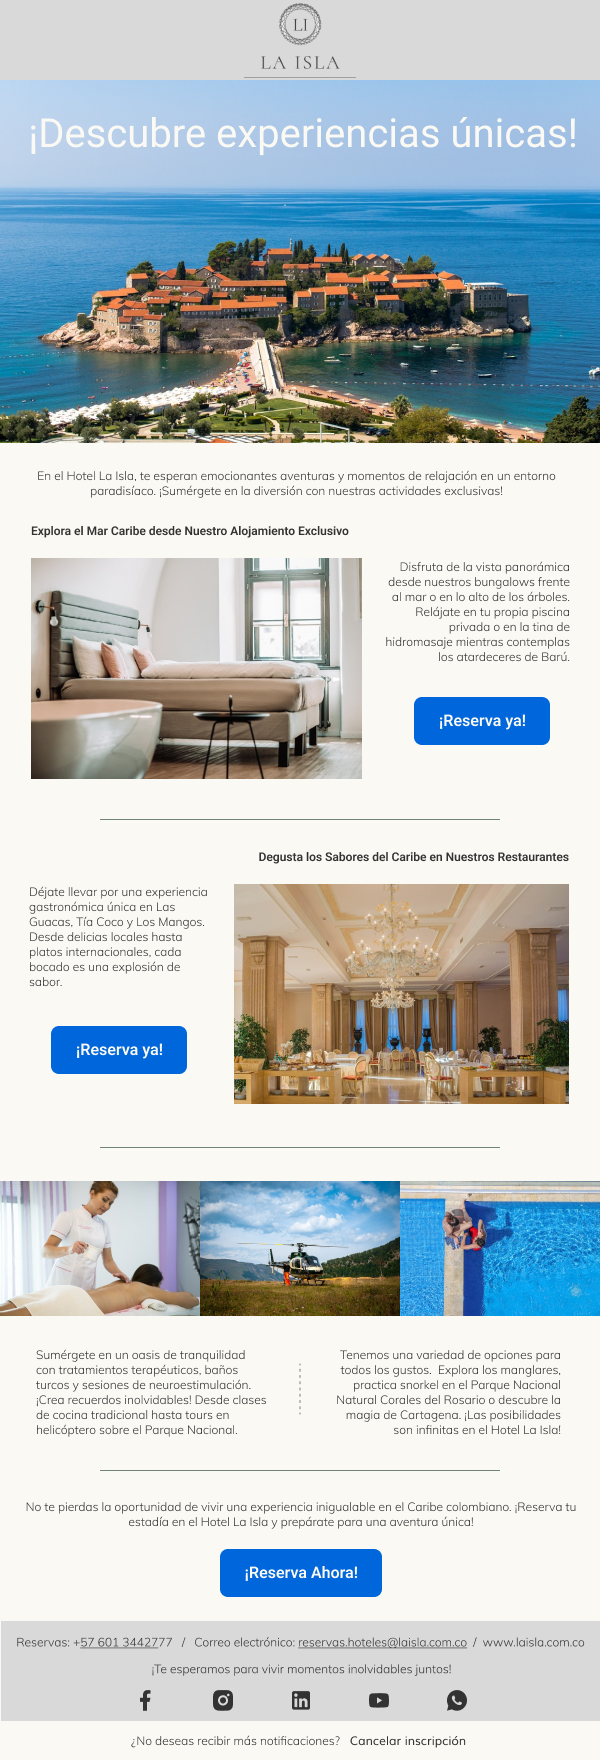 LI
LA ISLA
¡Descubre experiencias únicas!
En el Hotel La Isla, te esperan emocionantes aventuras y momentos de relajación en un entorno
paradisíaco. ¡Sumérgete en la diversión con nuestras actividades exclusivas!
Explora el Mar Caribe desde Nuestro Alojamiento Exclusivo
Disfruta de la vista panorámica
desde nuestros bungalows frente
al mar o en lo alto de los árboles.
Relájate en tu propia piscina
privada o en la tina de
hidromasaje mientras contemplas
los atardeceres de Barú.
¡Reserva ya!
Degusta los Sabores del Caribe en Nuestros Restaurantes
Déjate llevar por una experiencia
gastronómica única en Las
Guacas, Tía Coco y Los Mangos.
Desde delicias locales hasta
platos internacionales, cada
bocado es una explosión de
sabor.
¡Reserva ya!
Sumérgete en un oasis de tranquilidad
con tratamientos terapéuticos, baños
turcos y sesiones de neuroestimulación.
¡Crea recuerdos inolvidables! Desde clases
de cocina tradicional hasta tours en
helicóptero sobre el Parque Nacional.
Tenemos una variedad de opciones para
todos los gustos. Explora los manglares,
practica snorkel en el Parque Nacional
Natural Corales del Rosario o descubre la
magia de Cartagena. ¡Las posibilidades
son infinitas en el Hotel La Isla!
No te pierdas la oportunidad de vivir una experiencia inigualable en el Caribe colombiano. ¡Reserva tu
estadía en el Hotel La Isla y prepárate para una aventura única!
¡Reserva Ahora!
Reservas: +57 601 3442777 / Correo electrónico: reservas.hoteles@laisla.com.co / www.laisla.com.co
¡Te esperamos para vivir momentos inolvidables juntos!
¿No deseas recibir más notificaciones? Cancelar inscripción